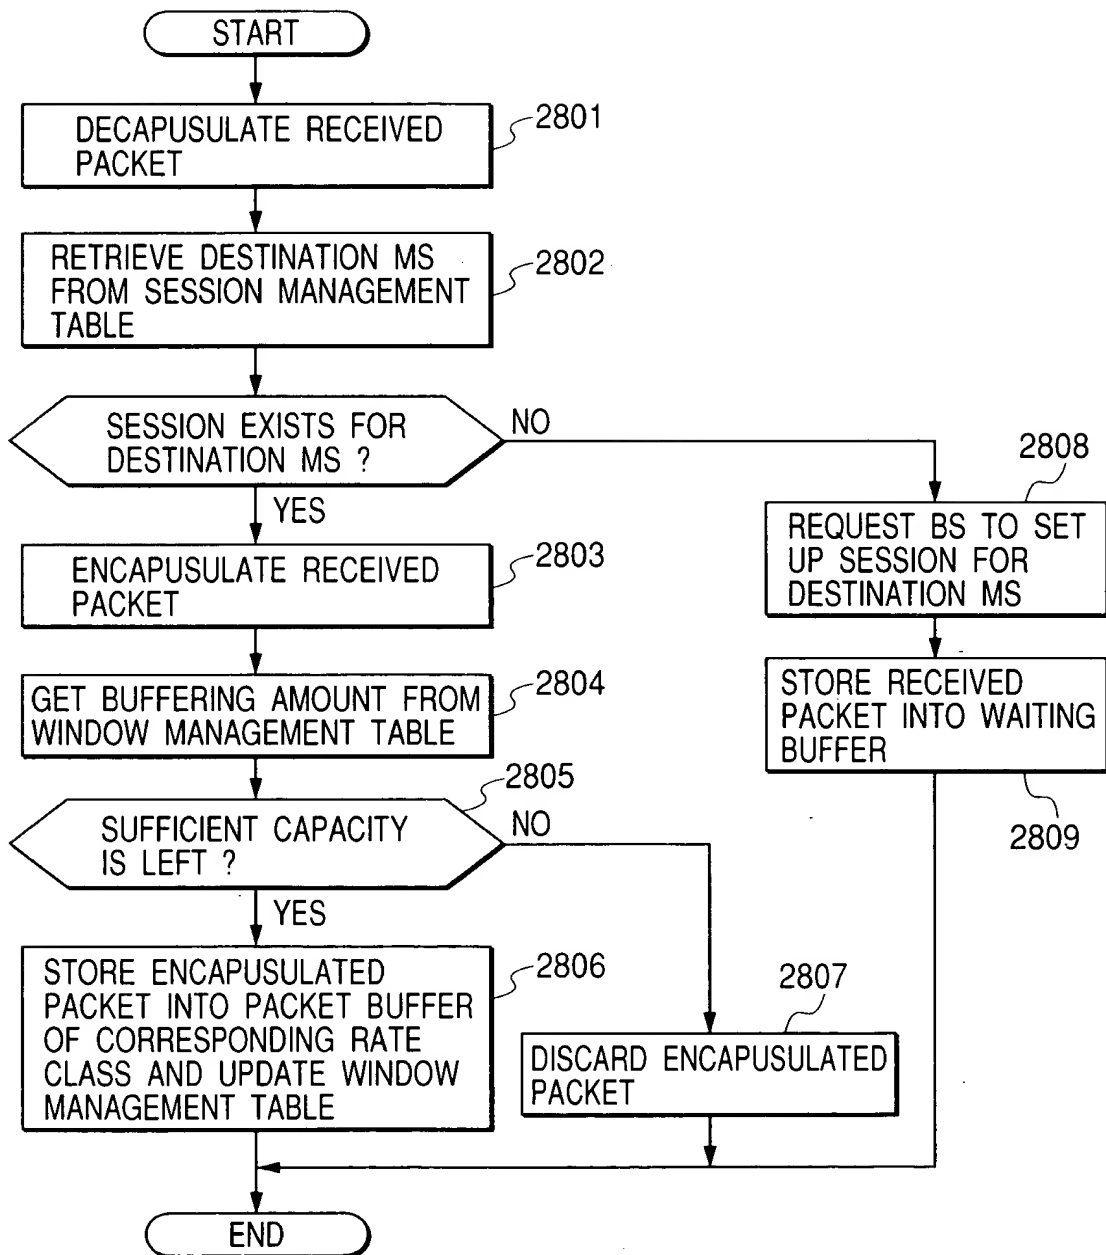 START
DECAPUSULATE RECEIVED
PACKET
2801
RETRIEVE DESTINATION MS
FROM SESSION MANAGEMENT
TABLE
2802
SESSION EXISTS FOR
DESTINATION MS ?
NO
YES
2808
REQUEST BS TO SET
UP SESSION FOR
DESTINATION MS
ENCAPUSULATE RECEIVED
PACKET
2803
GET BUFFERING AMOUNT FROM
WINDOW MANAGEMENT TABLE
2804
STORE RECEIVED
PACKET INTO WAITING
BUFFER
2809
2805
SUFFICIENT CAPACITY
IS LEFT ?
NO
YES
STORE ENCAPUSULATED
PACKET INTO PACKET BUFFER
OF CORRESPONDING RATE
CLASS AND UPDATE WINDOW
MANAGEMENT TABLE
2806
2807
DISCARD ENCAPUSULATED
PACKET
END